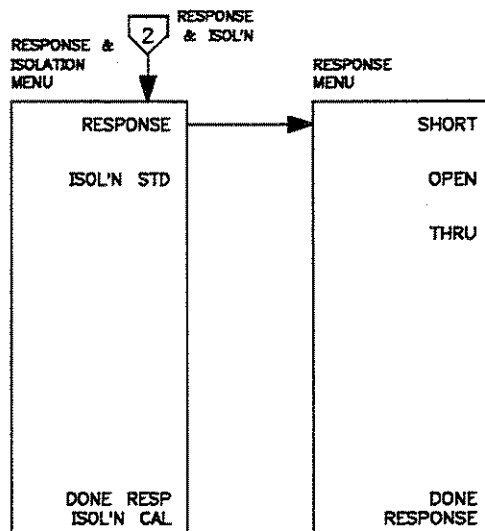 2
RESPONSE
& ISOL'N
RESPONSE &
ISOLATION
MENU
RESPONSE
ISOL'N STD
DONE RESP
ISOL'N CAL
RESPONSE
MENU
SHORT
OPEN
THRU
DONE
RESPONSE